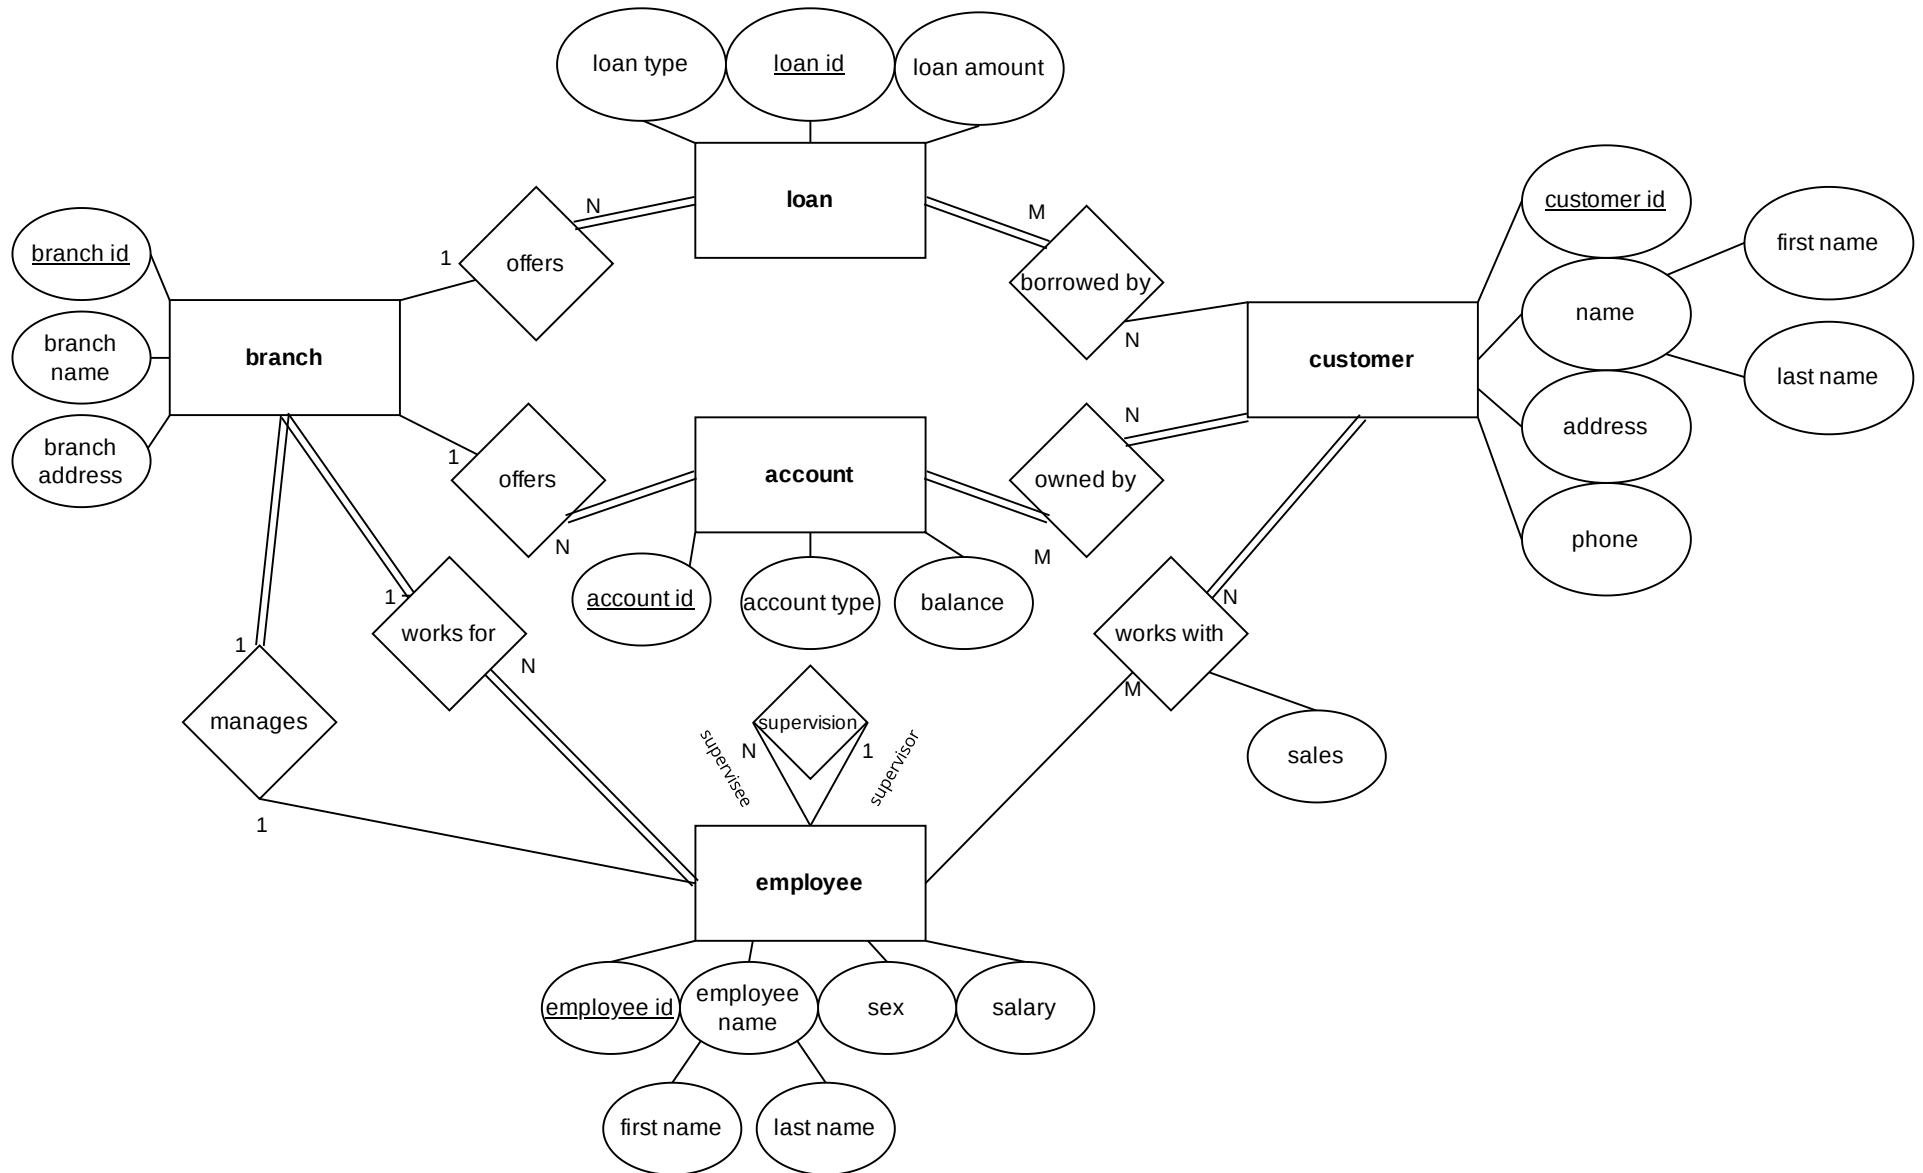 loan type
loan id
loan amount
loan
N
1
offers
M
borrowed by
N
customer id
first name
name
last name
address
phone
customer
branch id
branch
name
branch
address
branch
1
offers
N
account
account id
account type
balance
N
owned by
M
1
works for
N
1
manages
1
supervision
N
1
supervisee
supervisor
N
works with
M
sales
employee
employee id
employee
name
sex
salary
first name
last name